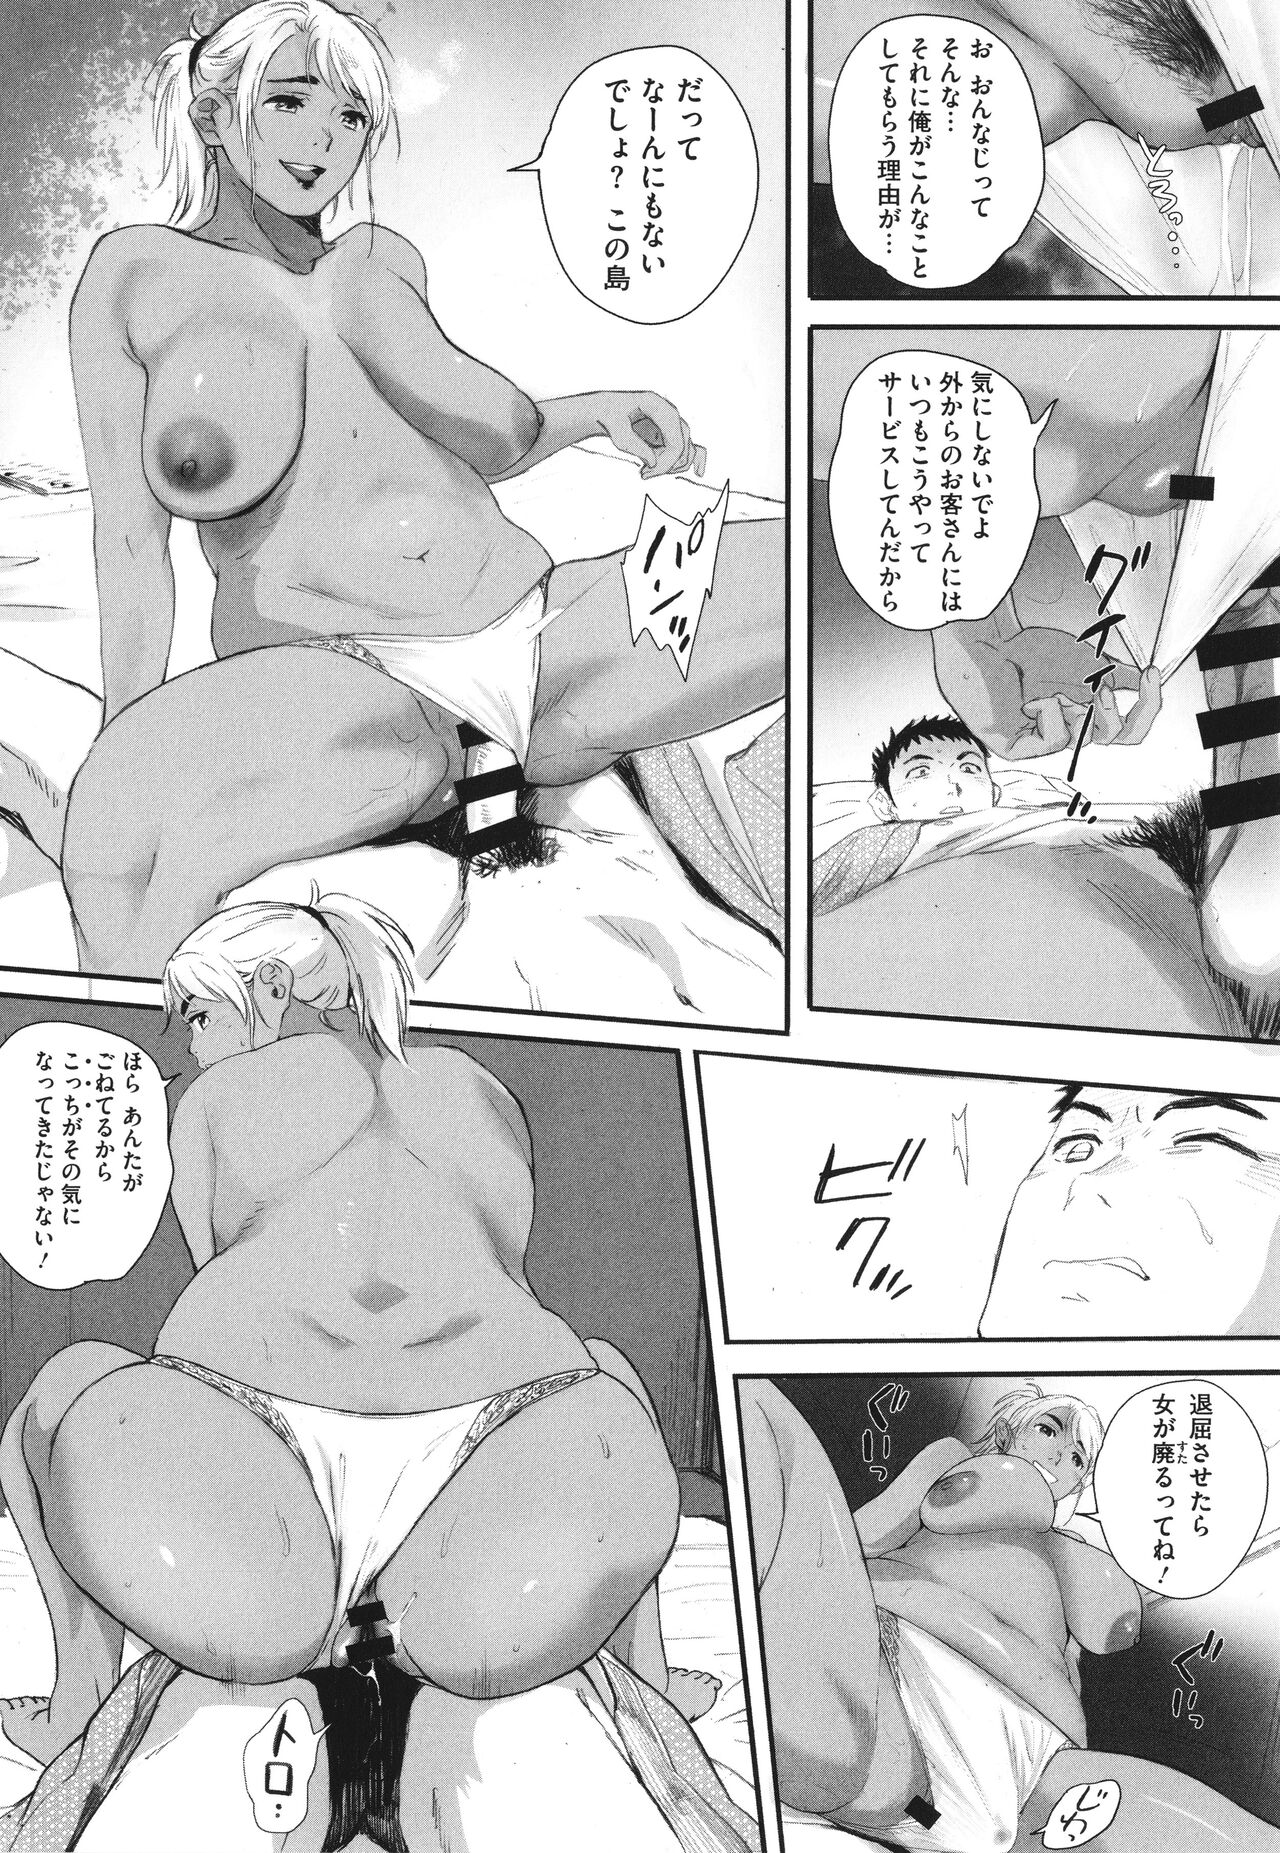 お おんなじって
そんな…
それに俺がこんなこと
してもらう理由が…
とろっ…
気にしないでよ
外からのお客さんには
いつもこうやって
サービスしてんだから
グイィー
だって
なーんにもない
でしょ? この島
パンッ
ビクッ
退屈させたら
女が廃るってね!
すた
ぐいっ
ぐいっ
じわっ
ほら あんたが
ごねてるから
こっちがその気に
なってきたじゃない!
トロ…